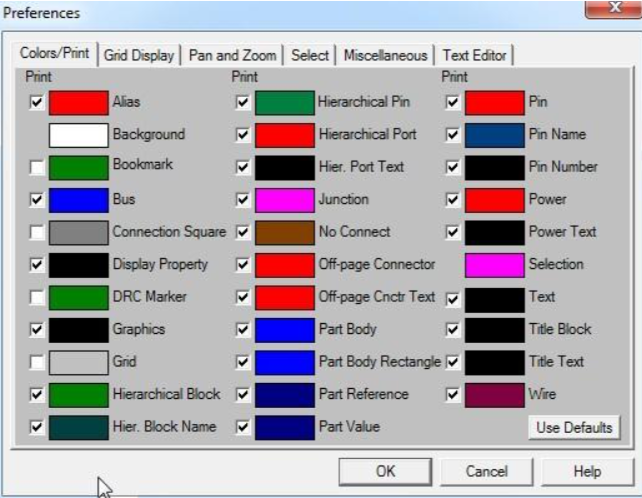 Preferences
Colors/Print Grid Display Pan and Zoom Select Miscellaneous Text Editor
Print Print Print
Alias Hierarchical Pin Pin
Background Hierarchical Port Pin Name
Bookmark Hier. Port Text Pin Number
Bus Junction Power
Connection Square No Connect Power Text
Display Property Off-page Connector Selection
DRC Marker Off-page Cnctr Text Text
Graphics Part Body Title Block
Grid Part Body Rectangle Title Text
Hierarchical Block Part Reference Wire
Hier. Block Name Part Value Use Defaults
OK Cancel Help